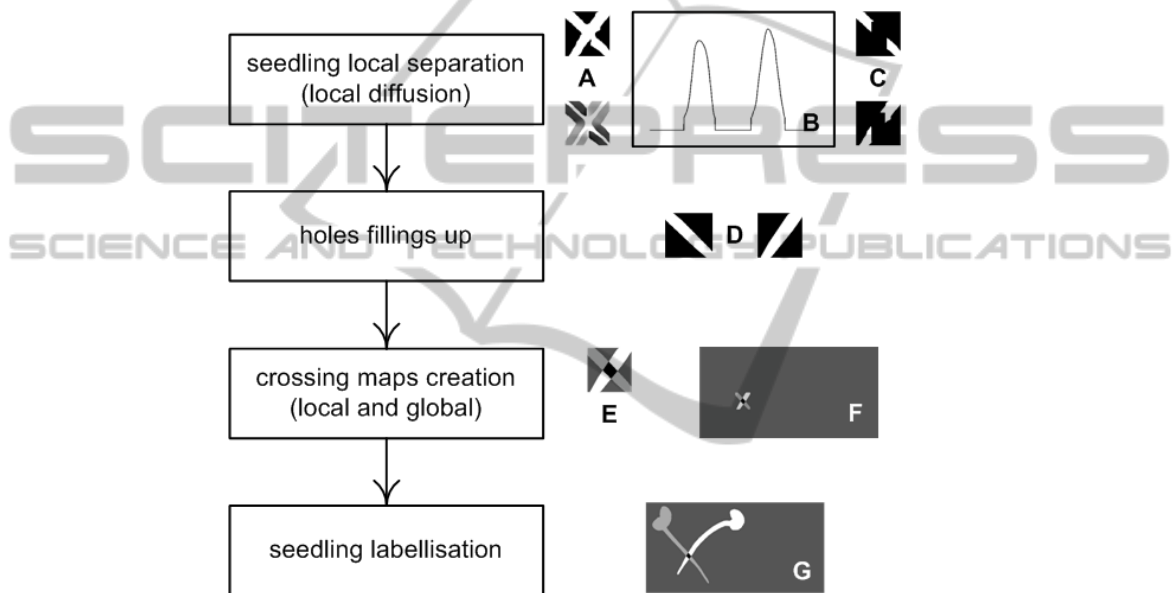 seedling local separation
(local diffusion)
A
B
C
SCITEPRESS
holes fillings up
D
SCIENCE AND TECHNOLOGY PUBLICATIONS
crossing maps creation
(local and global)
E
F
seedling labellisation
G